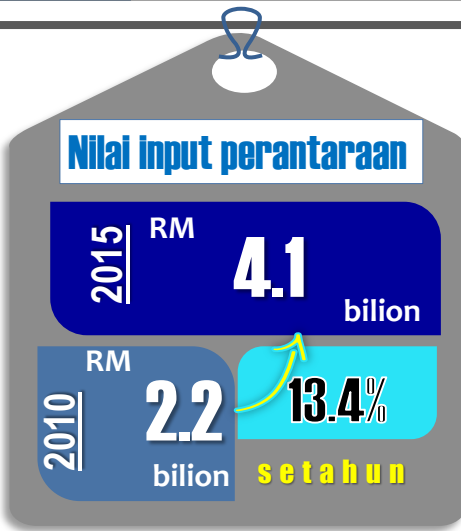 Nilai input perantaraan
2015
RM
4.1
bilion
2010
RM
2.2
bilion
13.4%
setahun